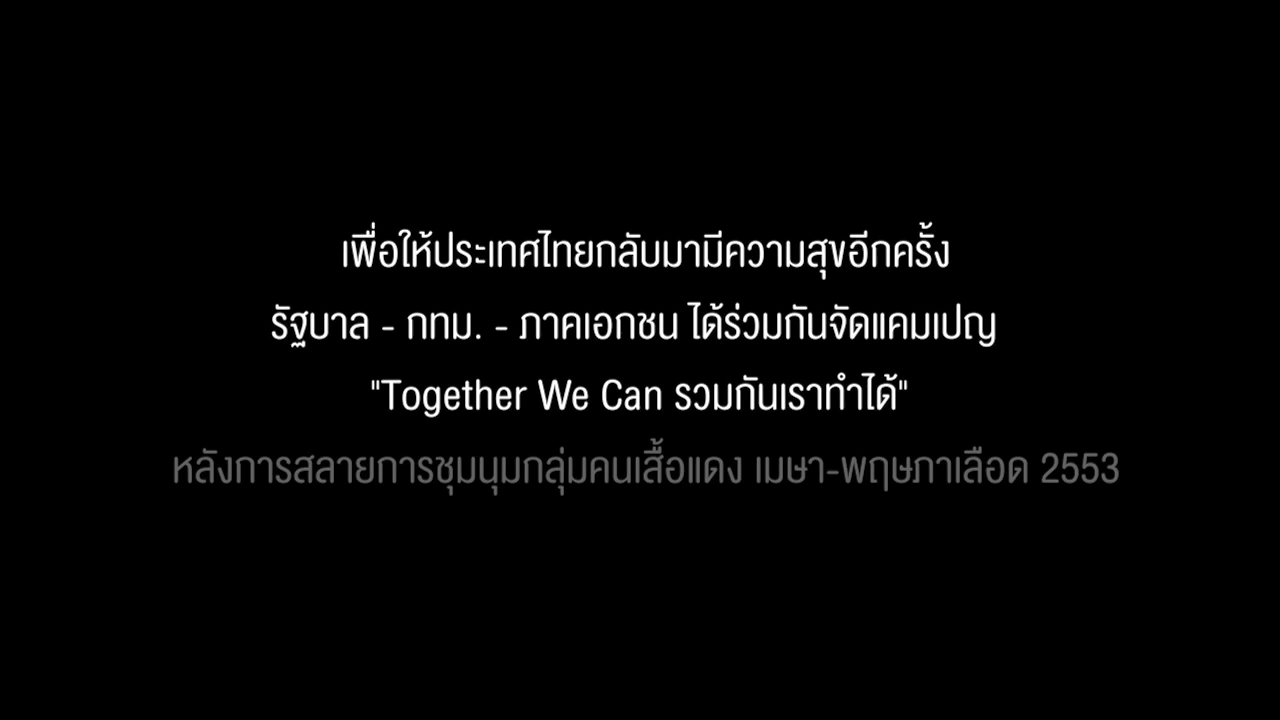 เพื่อให้ประเทศไทยกลับมามีความสุขอีกครั้ง
รัฐบาล - กทม. - ภาคเอกชน ได้ร่วมกันจัดแคมเปญ
"Together We Can รวมกันเราทำได้"
หลังการสลายการชุมนุมกลุ่มคนเสื้อแดง เมษา-พฤษภาเลือด 2553